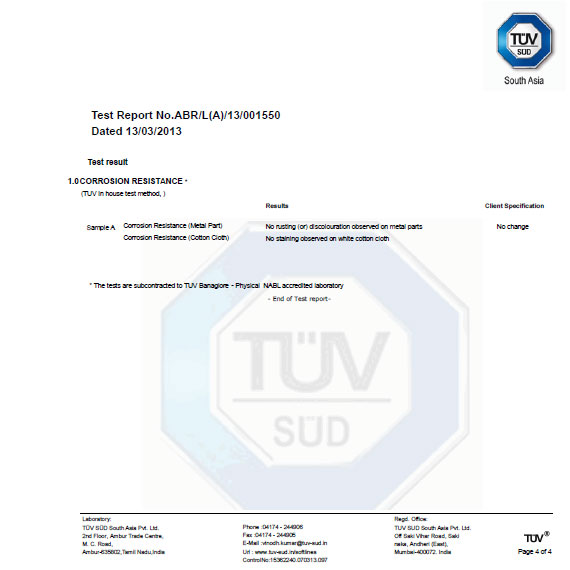 TÜV
SÜD
South Asia
Test Report No.ABR/L(A)/13/001550
Dated 13/03/2013
Test result
1.0CORROSION RESISTANCE *
(TUV in house test method, )
Results Client Specification
Sample A Corrosion Resistance (Metal Part) No rusting (or) discolouration observed on metal parts No change
Corrosion Resistance (Cotton Cloth) No staining observed on white cotton cloth
* The tests are subcontracted to TUV Banaglore - Physical NABL accredited laboratory
- End of Test report-
TÜV
SÜD
Laboratory:
TÜV SÜD South Asia Pvt. Ltd.
2nd Floor, Ambur Trade Centre,
M. C. Road,
Ambur-635802,Tamil Nadu,India
Phone :04174 - 244906
Fax :04174 - 244905
E-Mail :vinodh.kumar@tuv-sud.in
Url : www.tuv-sud.in/softlines
ControlNo:15362240.070313.097
Regd. Office:
TUV SUD South Asia Pvt. Ltd.
Off Saki Vihar Road, Saki
naka, Andheri (East),
Mumbai-400072. India
TÜV®
Page 4 of 4